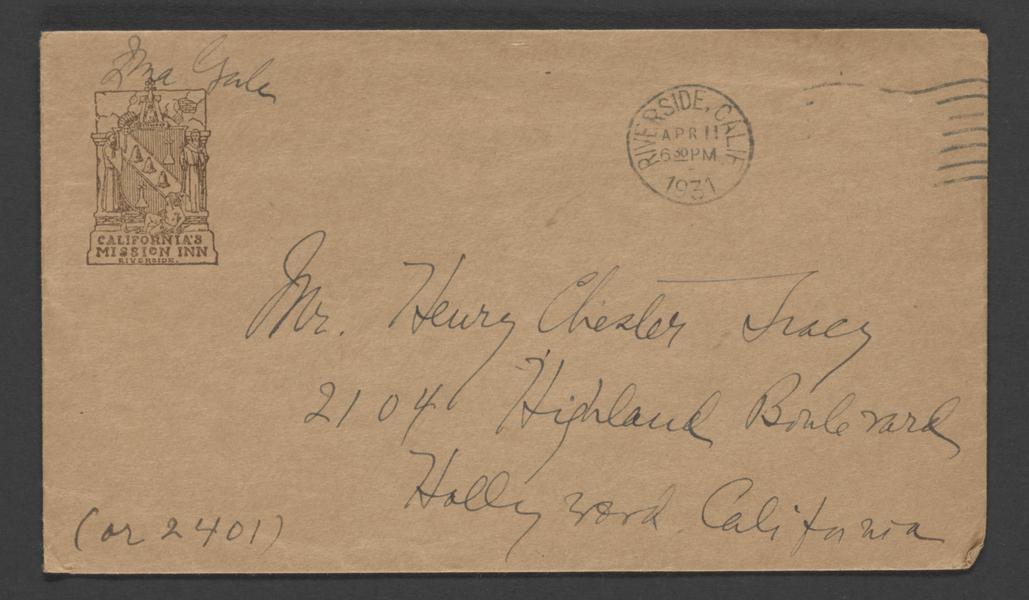 Zona Gale
CALIFORNIA'S
MISSION INN
RIVERSIDE.
RIVERSIDE, CALIF
APR 11
6 30 PM
1931
Mr. Henry Chester Tracy
2104 Highland Boulevard
Hollywood California
(or 2401)